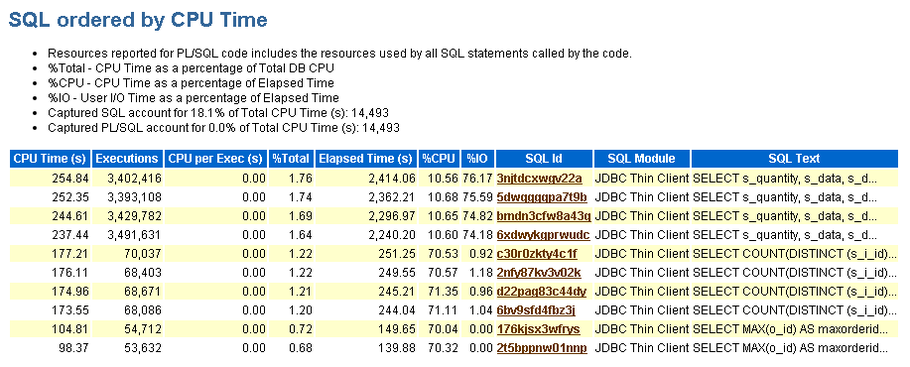 SQL ordered by CPU Time
Resources reported for PL/SQL code includes the resources used by all SQL statements called by the code.
%Total - CPU Time as a percentage of Total DB CPU
%CPU - CPU Time as a percentage of Elapsed Time
%IO - User I/O Time as a percentage of Elapsed Time
Captured SQL account for 18.1% of Total CPU Time (s): 14,493
Captured PL/SQL account for 0.0% of Total CPU Time (s): 14,493
CPU Time (s) Executions CPU per Exec (s) %Total Elapsed Time (s) %CPU %IO SQL Id SQL Module SQL Text
254.84 3,402,416 0.00 1.76 2,414.06 10.56 76.17 3njtdcxwgv22a JDBC Thin Client SELECT s_quantity, s_data, s_d...
252.35 3,393,108 0.00 1.74 2,362.21 10.68 75.59 5dwqgqgpa7t9b JDBC Thin Client SELECT s_quantity, s_data, s_d...
244.61 3,429,782 0.00 1.69 2,296.97 10.65 74.82 bmdn3cfw8a43q JDBC Thin Client SELECT s_quantity, s_data, s_d...
237.44 3,491,631 0.00 1.64 2,240.20 10.60 74.18 6xdwykgprwudc JDBC Thin Client SELECT s_quantity, s_data, s_d...
177.21 70,037 0.00 1.22 251.25 70.53 0.92 c30r0zkty4c1f JDBC Thin Client SELECT COUNT(DISTINCT (s_i_id)...
176.11 68,403 0.00 1.22 249.55 70.57 1.18 2nfy87kv3v02k JDBC Thin Client SELECT COUNT(DISTINCT (s_i_id)...
174.96 68,671 0.00 1.21 245.21 71.35 0.96 d22pag83c44dy JDBC Thin Client SELECT COUNT(DISTINCT (s_i_id)...
173.55 68,086 0.00 1.20 244.04 71.11 1.04 6bv9sfd4fbz3j JDBC Thin Client SELECT COUNT(DISTINCT (s_i_id)...
104.81 54,712 0.00 0.72 149.65 70.04 0.00 176kjsx3wfrys JDBC Thin Client SELECT MAX(o_id) AS maxorderid...
98.37 53,632 0.00 0.68 139.88 70.32 0.00 2t5bppnw01nnp JDBC Thin Client SELECT MAX(o_id) AS maxorderid...